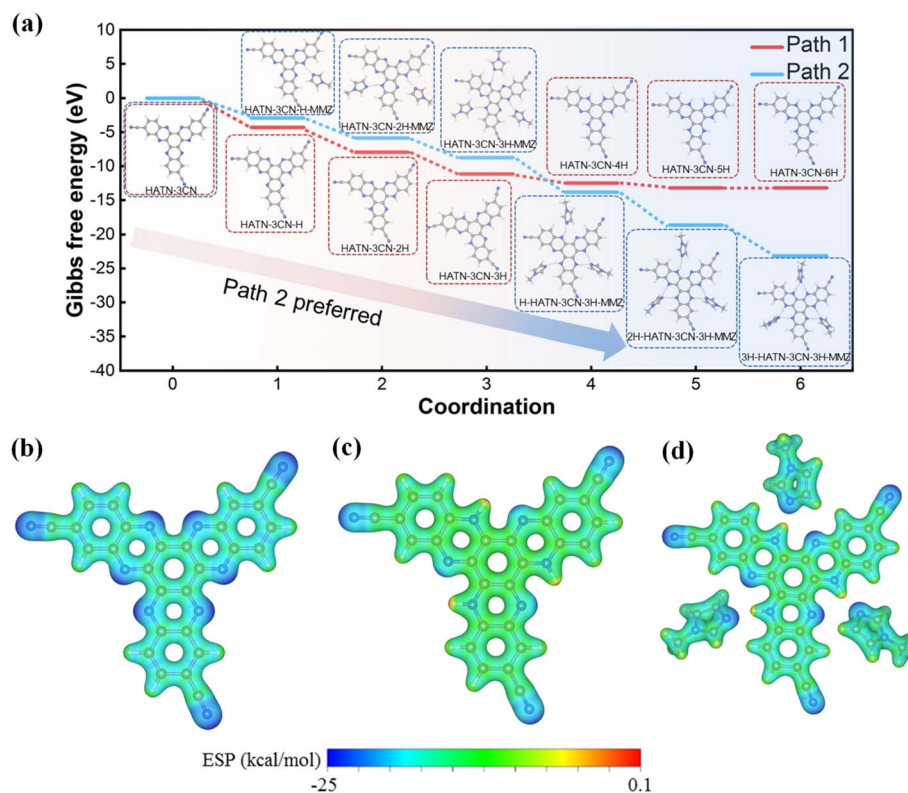 (a)
Gibbs free energy (eV)
10
5
0
-5
-10
-15
-20
-25
-30
-35
-40
0 1 2 3 4 5 6
Coordination
Path 1
Path 2
HATN-3CN-H-MMZ
HATN-3CN-2H-MMZ
HATN-3CN-3H-MMZ
HATN-3CN-4H
HATN-3CN-5H
HATN-3CN-6H
HATN-3CN
HATN-3CN-H
HATN-3CN-2H
HATN-3CN-3H
H-HATN-3CN-3H-MMZ
2H-HATN-3CN-3H-MMZ
3H-HATN-3CN-3H-MMZ
Path 2 preferred
(b)
(c)
(d)
ESP (kcal/mol)
-25
0.1